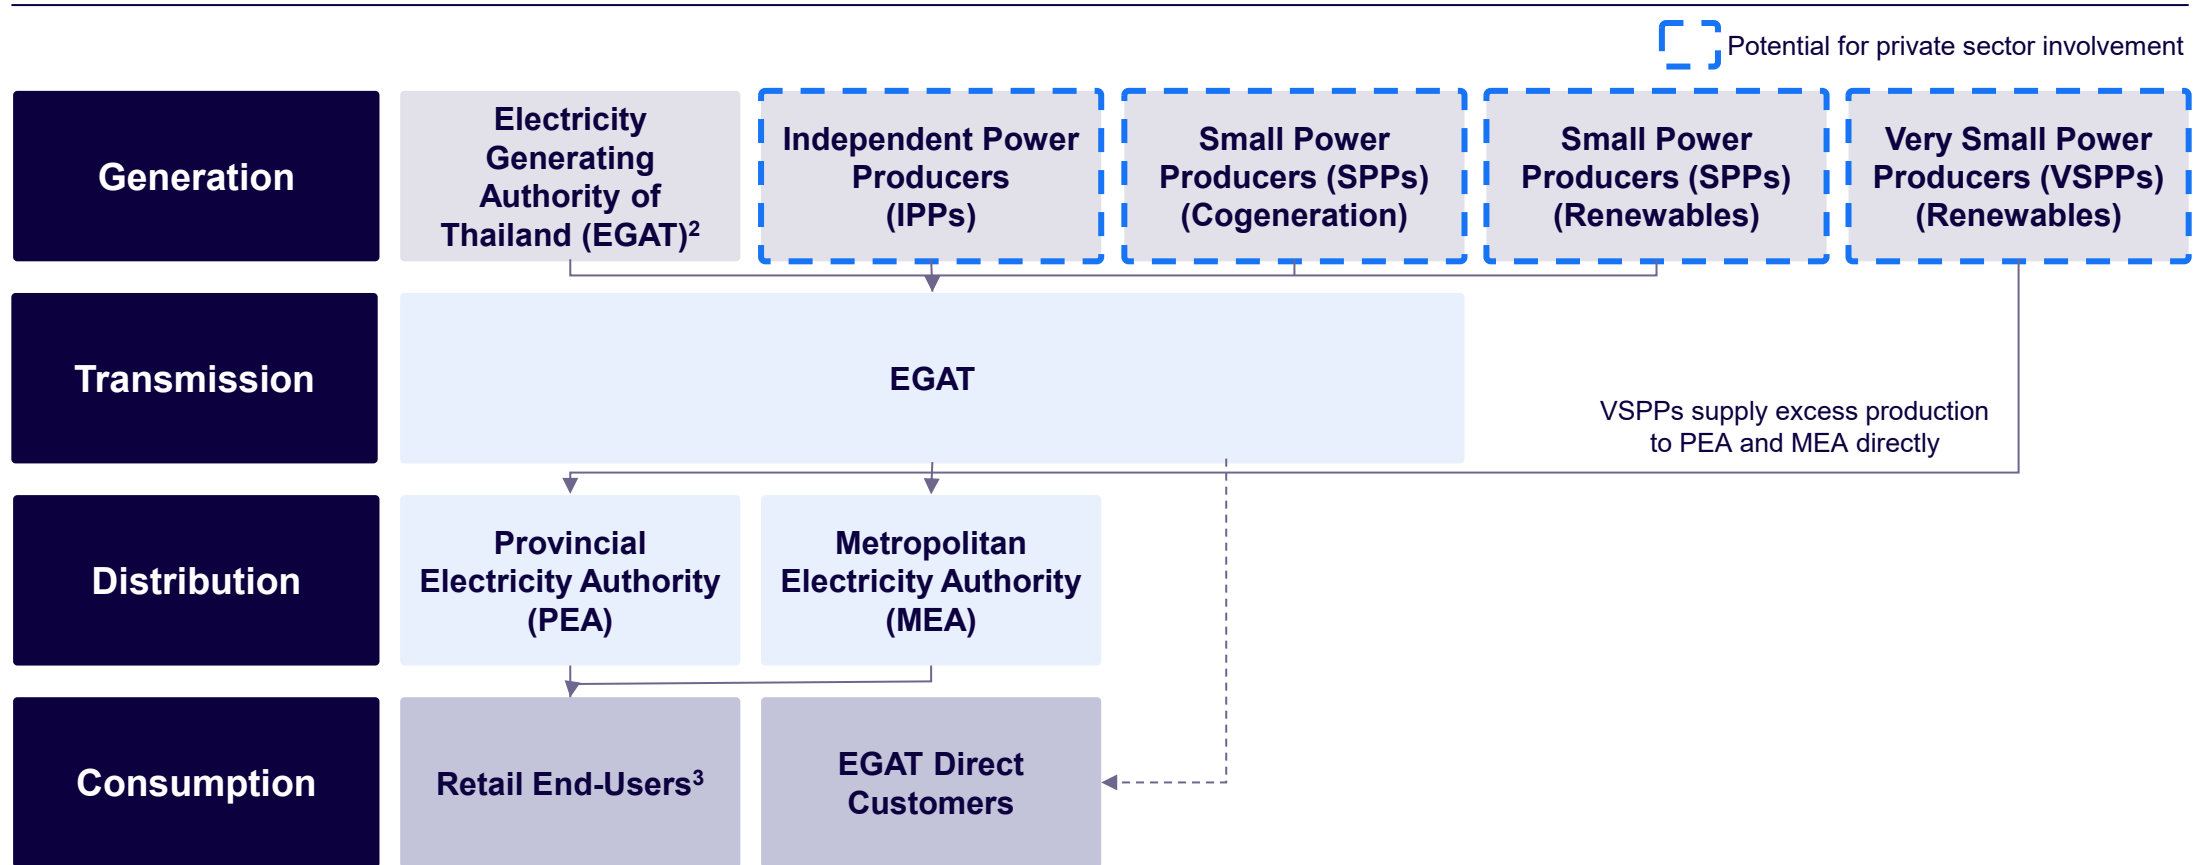 Potential for private sector involvement
Generation
Electricity
Generating
Authority of
Thailand (EGAT)²
Independent Power
Producers
(IPPs)
Small Power
Producers (SPPs)
(Cogeneration)
Small Power
Producers (SPPs)
(Renewables)
Very Small Power
Producers (VSPPs)
(Renewables)
Transmission
EGAT
VSPPs supply excess production
to PEA and MEA directly
Distribution
Provincial
Electricity Authority
(PEA)
Metropolitan
Electricity Authority
(MEA)
Consumption
Retail End-Users³
EGAT Direct
Customers